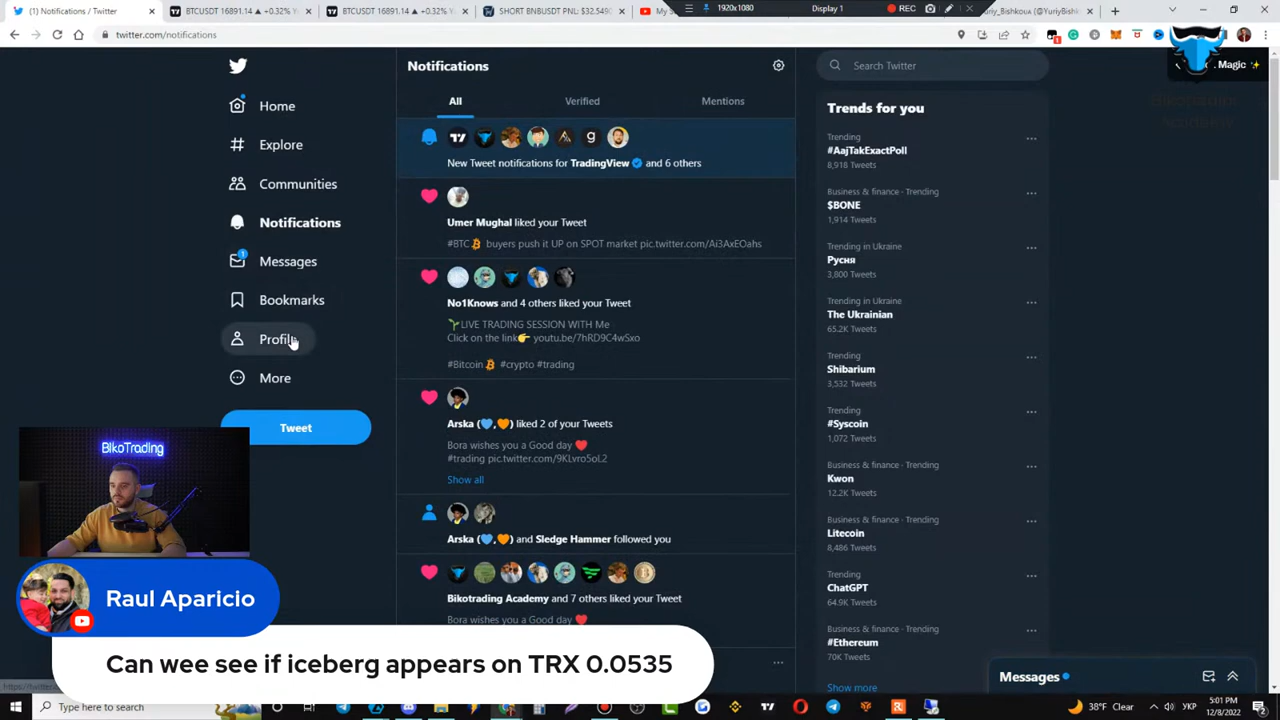 (1) Notifications / Twitter
BTCUSDT 16891.14 ▲ +0.32%
BTCUSDT 16891.14 ▲ +0.32%
SHORT BNBUSDT PNL: $32.5490
1920x1080
Display 1
REC
twitter.com/notifications
Magic ✨
Home
Explore
Communities
Notifications
1
Messages
Bookmarks
Profile
More
Tweet
Notifications
All
Verified
Mentions
New Tweet notifications for TradingView and 6 others
Umer Mughal liked your Tweet
#BTC buyers push it UP on SPOT market pic.twitter.com/Ai3AxEOahs
No1Knows and 4 others liked your Tweet
🌱LIVE TRADING SESSION WITH Me
Click on the link👉 youtu.be/7hRD9C4wSxo
#Bitcoin #crypto #trading
Arska (💙,🧡) liked 2 of your Tweets
Bora wishes you a Good day ❤️
#trading pic.twitter.com/9KLvroSoL2
Show all
Arska (💙,🧡) and Sledge Hammer followed you
Bikotrading Academy and 7 others liked your Tweet
Bora wishes you a Good day ❤️
Search Twitter
Trends for you
Trending
#AajTakExactPoll
8,918 Tweets
Business & finance · Trending
$BONE
1,914 Tweets
Trending in Ukraine
Русня
3,800 Tweets
Trending in Ukraine
The Ukrainian
65.2K Tweets
Trending
Shibarium
3,532 Tweets
Trending
#Syscoin
1,072 Tweets
Business & finance · Trending
Kwon
12.2K Tweets
Business & finance · Trending
Litecoin
8,486 Tweets
Trending
ChatGPT
64.9K Tweets
Business & finance · Trending
#Ethereum
70K Tweets
Show more
Messages
BikoTrading
Raul Aparicio
Can wee see if iceberg appears on TRX 0.0535
Type here to search
38°F Clear
УКР
5:01 PM
12/8/2022